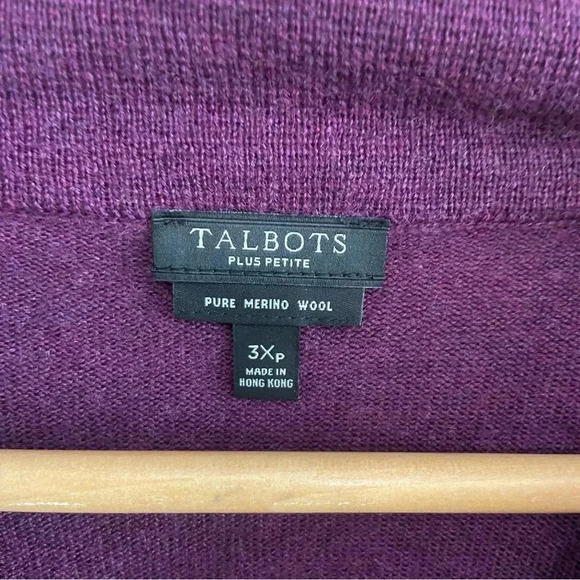 TALBOTS
PLUS PETITE
PURE MERINO WOOL
3XP
MADE IN
HONG KONG